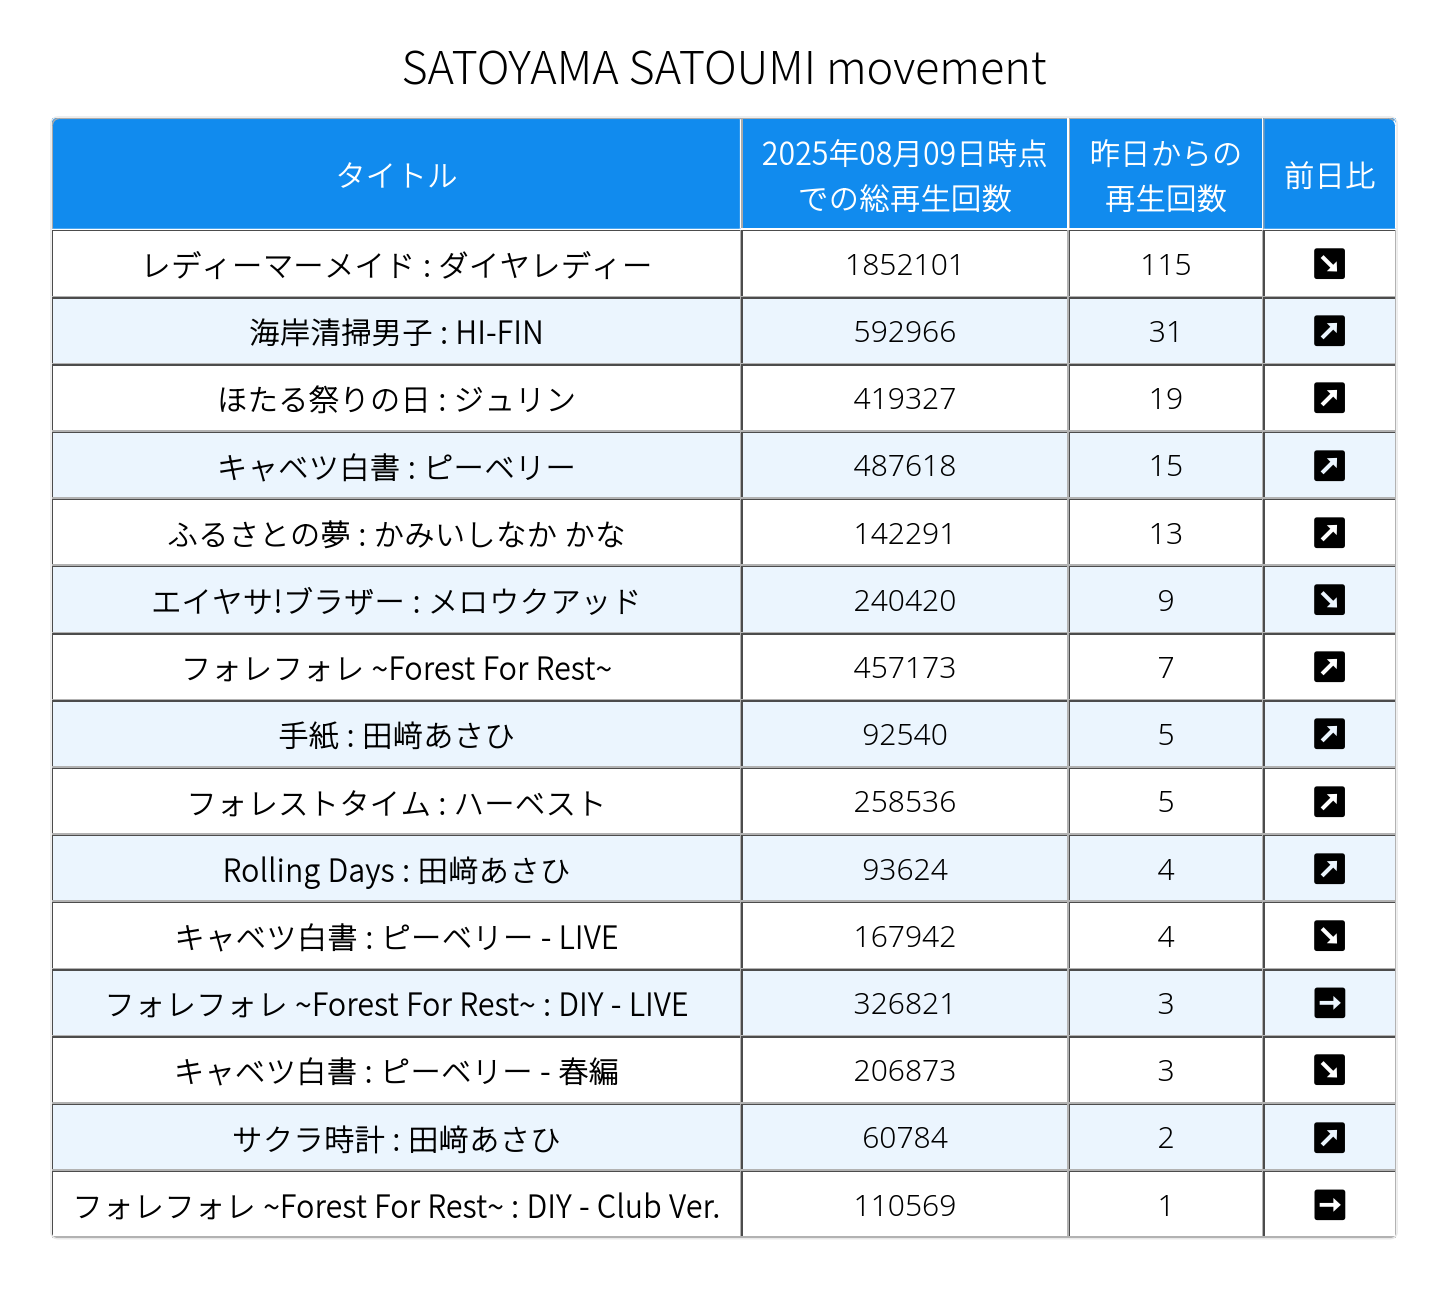 SATOYAMA SATOUMI movement
タイトル 2025年08月09日時点での総再生回数 昨日からの再生回数 前日比
レディーマーメイド : ダイヤレディー 1852101 115 ↘
海岸清掃男子 : HI-FIN 592966 31 ↗
ほたる祭りの日 : ジュリン 419327 19 ↗
キャベツ白書 : ピーベリー 487618 15 ↗
ふるさとの夢 : かみいしなか かな 142291 13 ↗
エイヤサ!ブラザー : メロウクアッド 240420 9 ↘
フォレフォレ ~Forest For Rest~ 457173 7 ↗
手紙 : 田﨑あさひ 92540 5 ↗
フォレストタイム : ハーベスト 258536 5 ↗
Rolling Days : 田﨑あさひ 93624 4 ↗
キャベツ白書 : ピーベリー - LIVE 167942 4 ↘
フォレフォレ ~Forest For Rest~ : DIY - LIVE 326821 3 →
キャベツ白書 : ピーベリー - 春編 206873 3 ↘
サクラ時計 : 田﨑あさひ 60784 2 ↗
フォレフォレ ~Forest For Rest~ : DIY - Club Ver. 110569 1 →